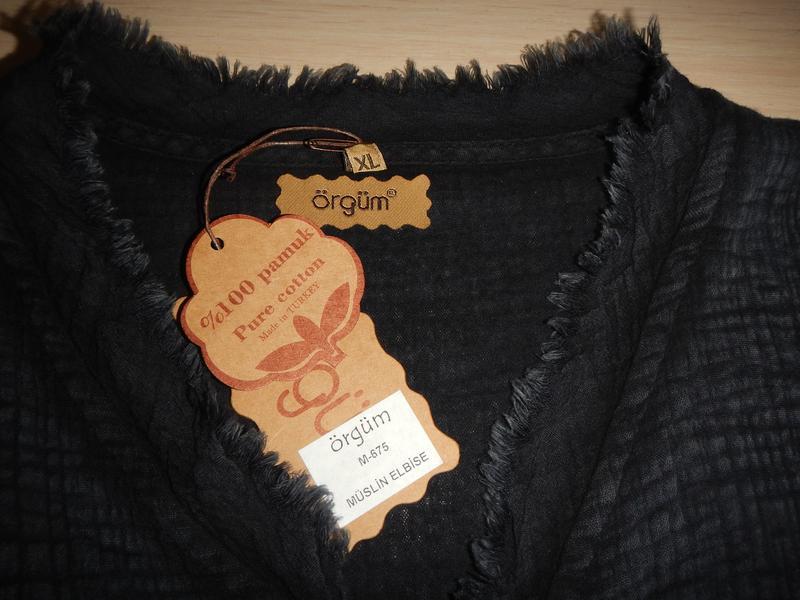 XL
örgüm®
%100 pamuk
Pure cotton
Made in TURKEY
örgüm
M-675
MÜSLİN ELBİSE